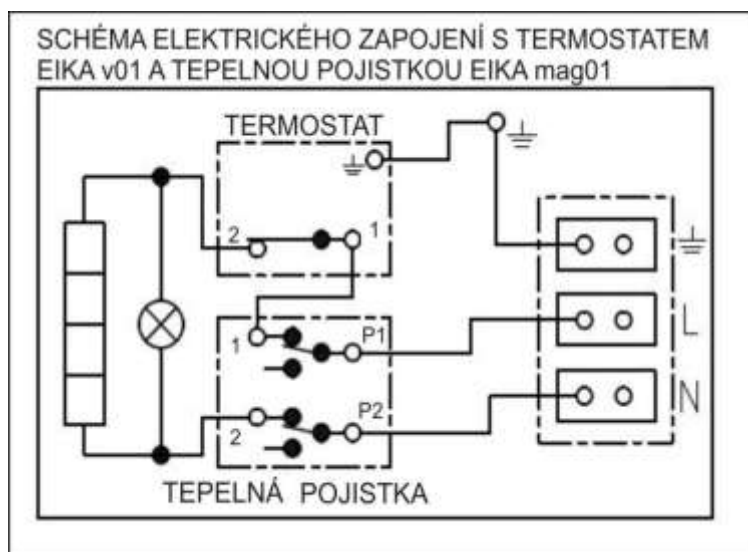 SCHÉMA ELEKTRICKÉHO ZAPOJENÍ S TERMOSTATEM
EIKA v01 A TEPELNOU POJISTKOU EIKA mag01
TERMOSTAT
2
1
1
P1
L
2
P2
N
TEPELNÁ POJISTKA